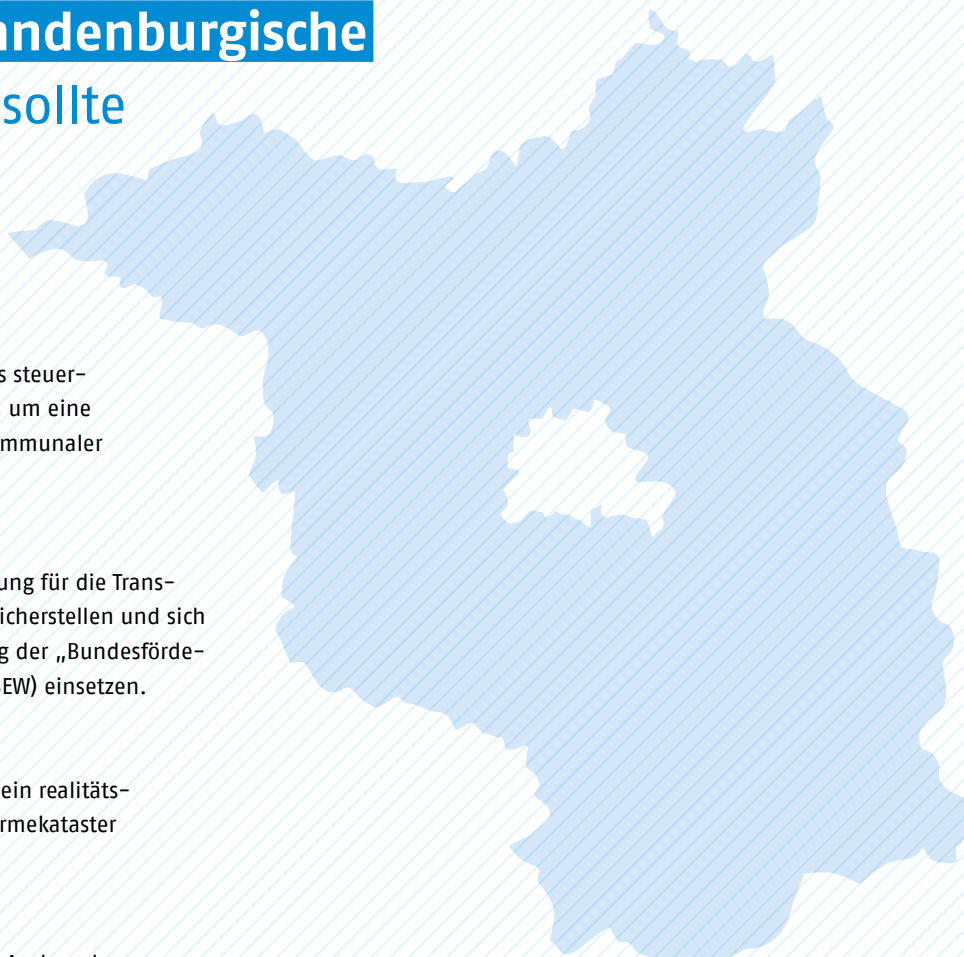 andenburgische
sollte
s steuer-
um eine
mmunaler
ung für die Trans-
icherstellen und sich
g der „Bundesförde-
EW) einsetzen.
ein realitäts-
rmekataster